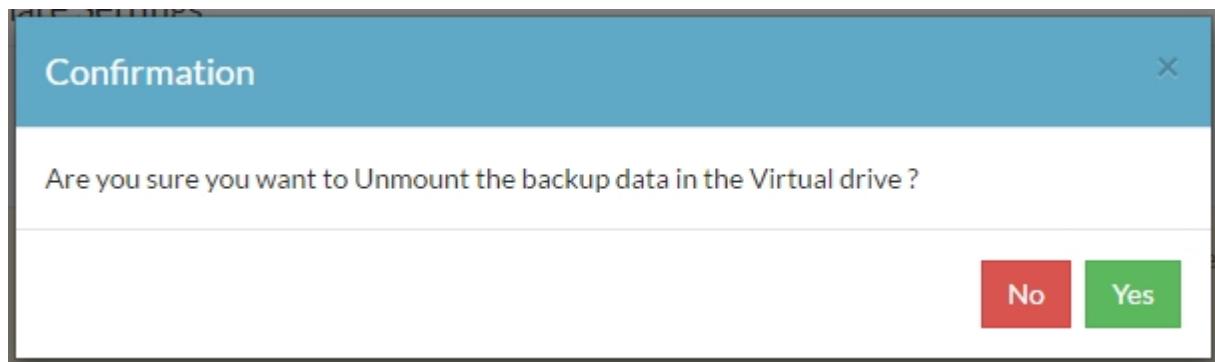 Confirmation
×
Are you sure you want to Unmount the backup data in the Virtual drive ?
No
Yes